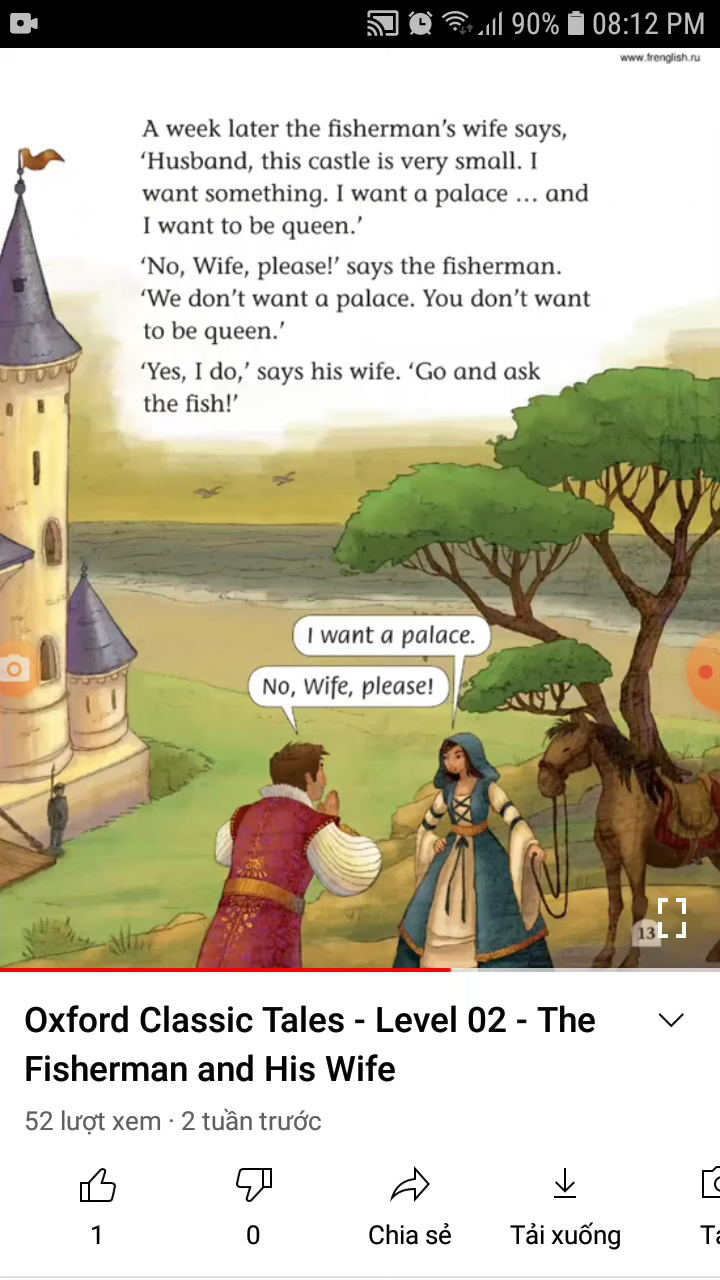 90% 08:12 PM
www.frenglish.ru
A week later the fisherman's wife says,
‘Husband, this castle is very small. I
want something. I want a palace … and
I want to be queen.’
‘No, Wife, please!’ says the fisherman.
‘We don't want a palace. You don't want
to be queen.’
‘Yes, I do,’ says his wife. ‘Go and ask
the fish!’
I want a palace.
No, Wife, please!
13
Oxford Classic Tales - Level 02 - The
Fisherman and His Wife
52 lượt xem · 2 tuần trước
1 0 Chia sẻ Tải xuống